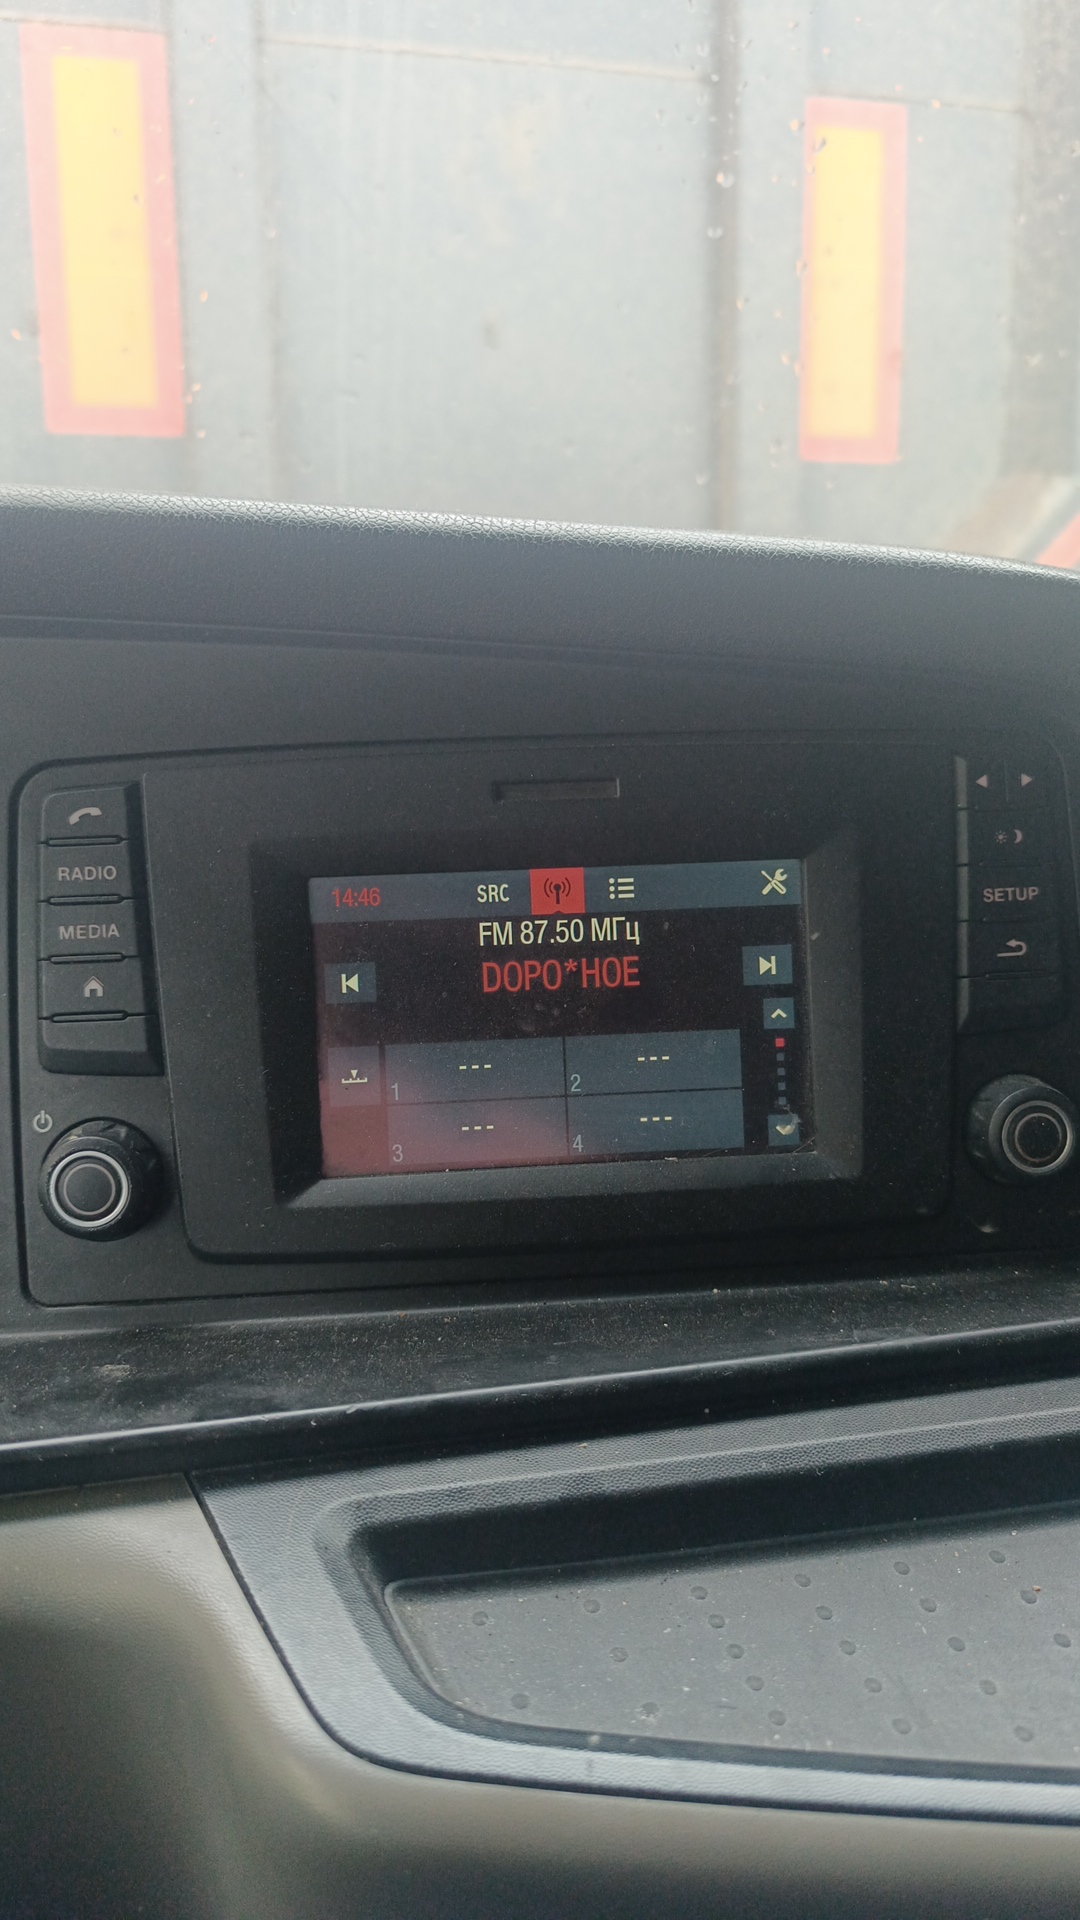 RADIO
MEDIA
SETUP
14:46
SRC
FM 87.50 МГц
DOPO*HOE
---
1
---
2
---
3
---
4